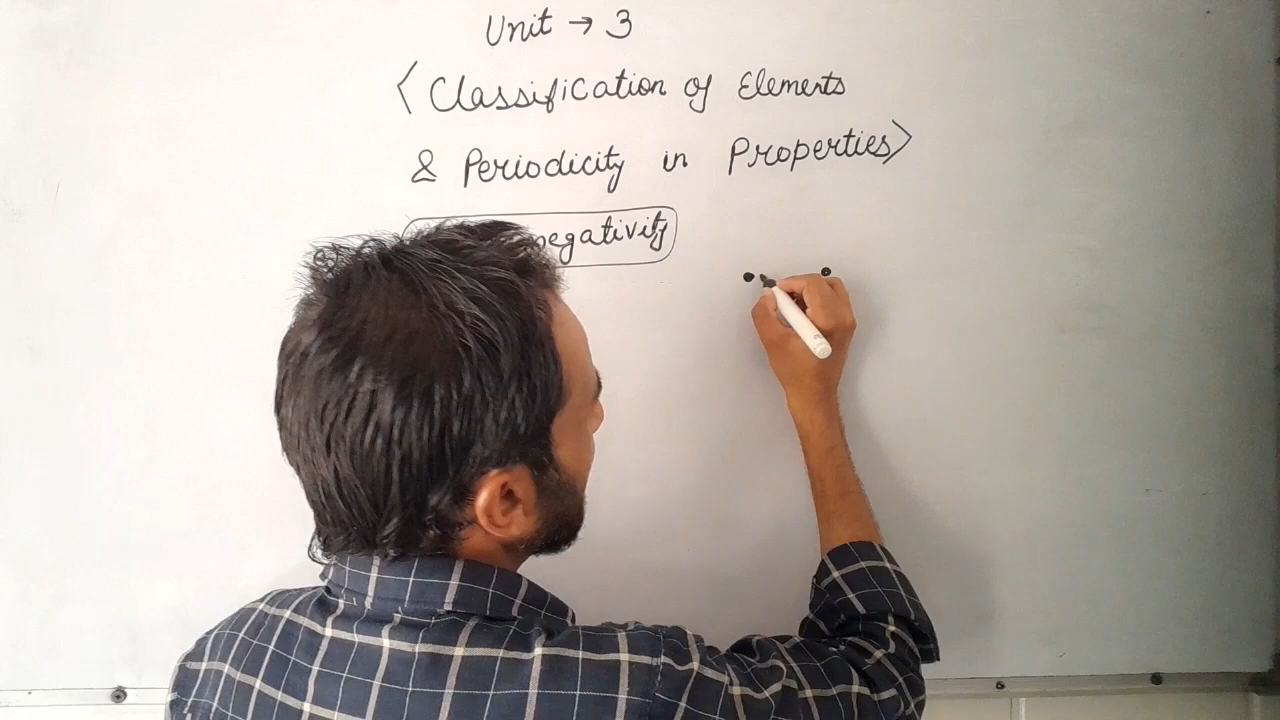 Unit → 3
< Classification of Elements
& Periodicity in Properties >
negativity